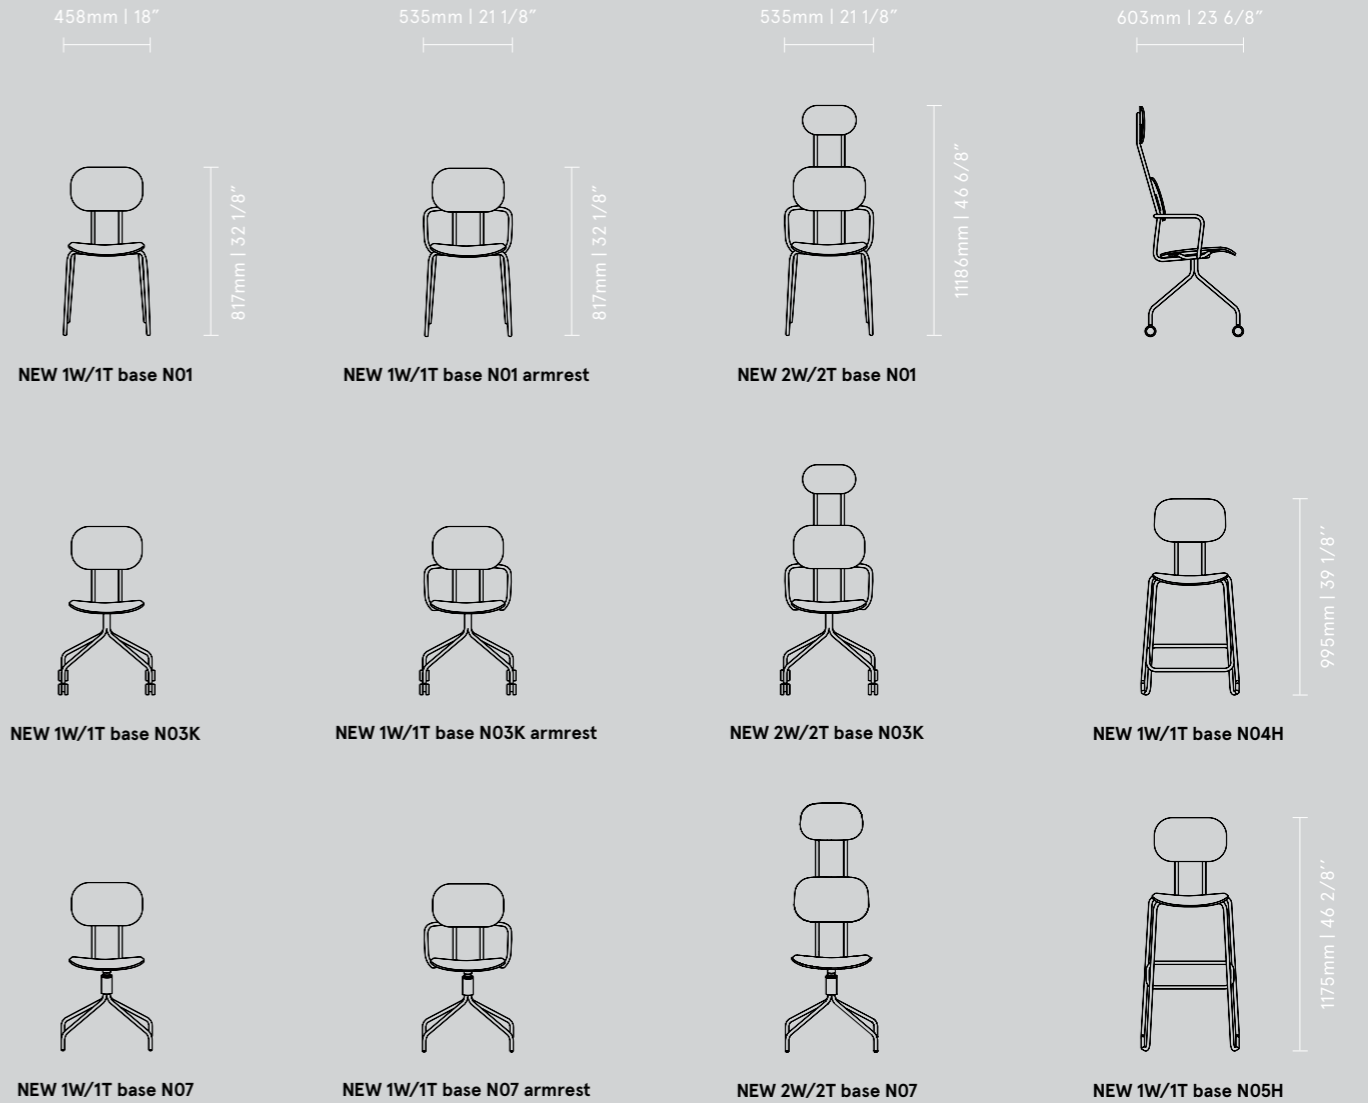 458mm | 18”
535mm | 21 1/8”
535mm | 21 1/8”
603mm | 23 6/8”
817mm | 32 1/8”
817mm | 32 1/8”
11186mm | 46 6/8”
NEW 1W/1T base N01
NEW 1W/1T base N01 armrest
NEW 2W/2T base N01
995mm | 39 1/8’’
NEW 1W/1T base N03K
NEW 1W/1T base N03K armrest
NEW 2W/2T base N03K
NEW 1W/1T base N04H
1175mm | 46 2/8’’
NEW 1W/1T base N07
NEW 1W/1T base N07 armrest
NEW 2W/2T base N07
NEW 1W/1T base N05H